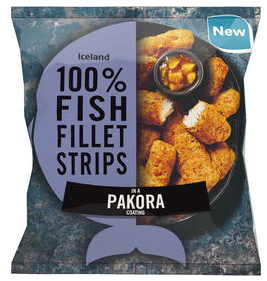 New
Iceland
100%
FISH
FILLET
STRIPS
IN A
PAKORA
COATING